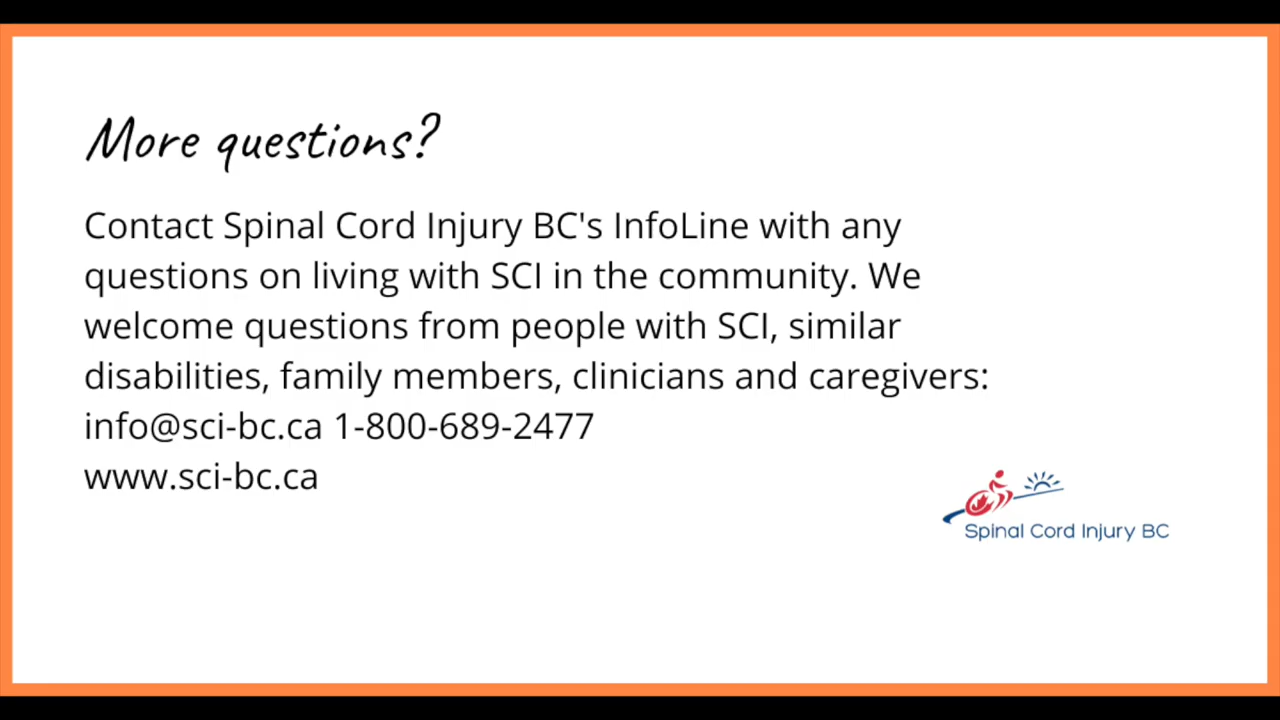 More questions?
Contact Spinal Cord Injury BC's InfoLine with any
questions on living with SCI in the community. We
welcome questions from people with SCI, similar
disabilities, family members, clinicians and caregivers:
info@sci-bc.ca 1-800-689-2477
www.sci-bc.ca
Spinal Cord Injury BC